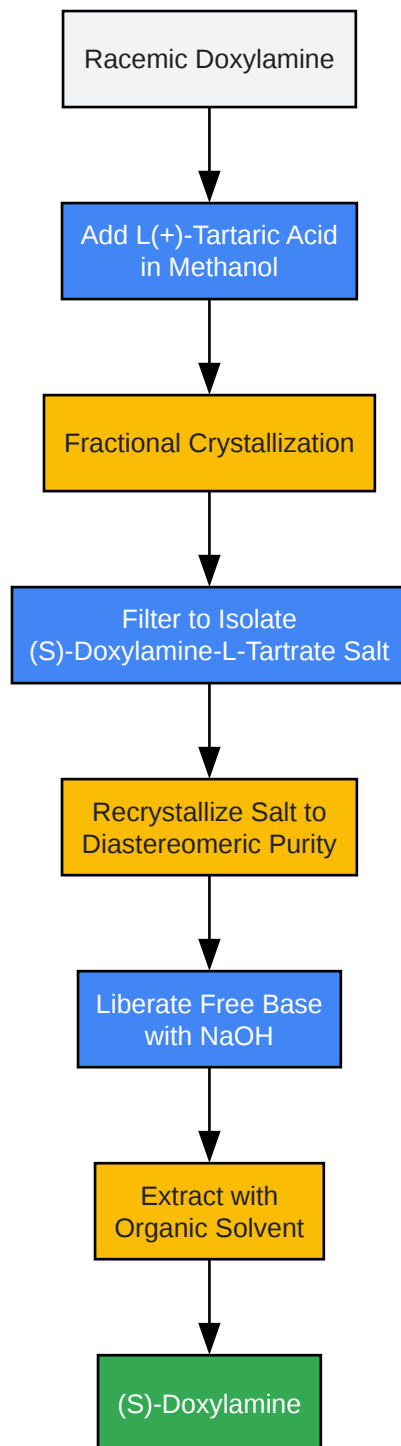 Racemic Doxylamine
Add L(+)-Tartaric Acid
in Methanol
Fractional Crystallization
Filter to Isolate
(S)-Doxylamine-L-Tartrate Salt
Recrystallize Salt to
Diastereomeric Purity
Liberate Free Base
with NaOH
Extract with
Organic Solvent
(S)-Doxylamine